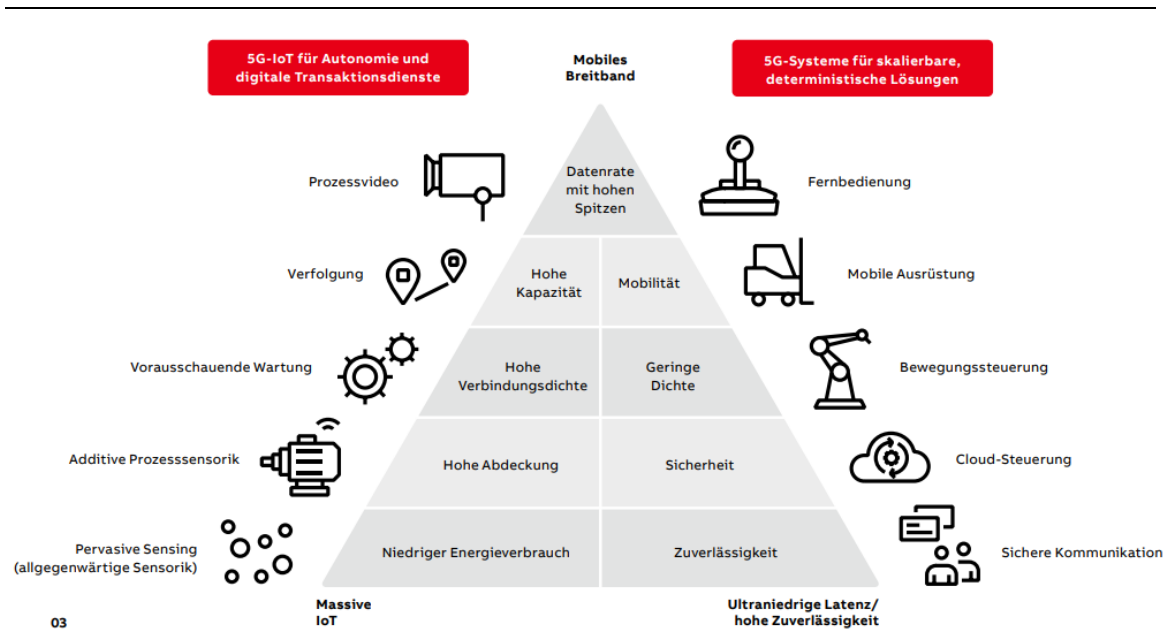 5G-IoT für Autonomie und
digitale Transaktionsdienste
Mobiles
Breitband
5G-Systeme für skalierbare,
deterministische Lösungen
Prozessvideo
Datenrate
mit hohen
Spitzen
Fernbedienung
Verfolgung
Hohe
Kapazität
Mobilität
Mobile Ausrüstung
Vorausschauende Wartung
Hohe
Verbindungsdichte
Geringe
Dichte
Bewegungssteuerung
Additive Prozesssensorik
Hohe Abdeckung
Sicherheit
Cloud-Steuerung
Pervasive Sensing
(allgegenwärtige Sensorik)
Niedriger Energieverbrauch
Zuverlässigkeit
Sichere Kommunikation
Massive
IoT
Ultraniedrige Latenz/
hohe Zuverlässigkeit
03